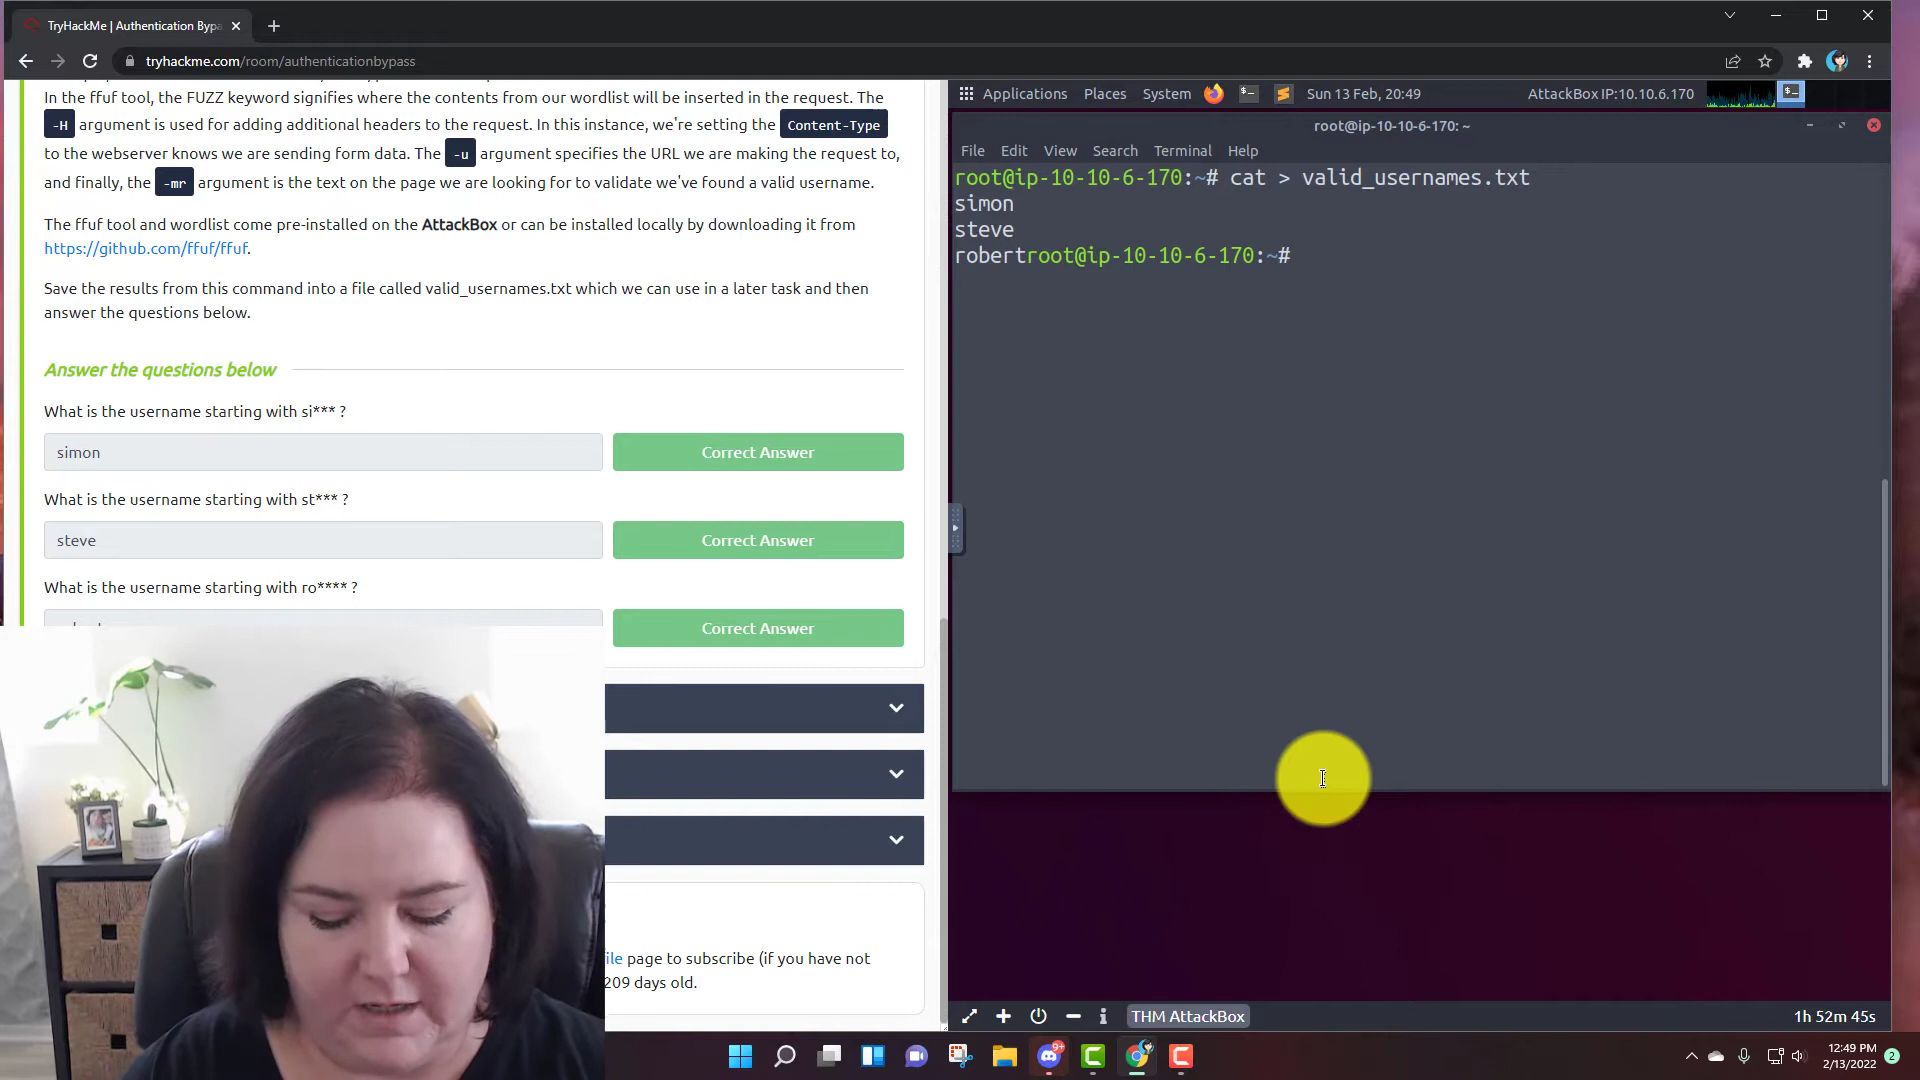 TryHackMe | Authentication Bypa
tryhackme.com/room/authenticationbypass
In the ffuf tool, the FUZZ keyword signifies where the contents from our wordlist will be inserted in the request. The
-H argument is used for adding additional headers to the request. In this instance, we're setting the Content-Type
to the webserver knows we are sending form data. The -u argument specifies the URL we are making the request to,
and finally, the -mr argument is the text on the page we are looking for to validate we've found a valid username.
The ffuf tool and wordlist come pre-installed on the AttackBox or can be installed locally by downloading it from
https://github.com/ffuf/ffuf.
Save the results from this command into a file called valid_usernames.txt which we can use in a later task and then
answer the questions below.
Answer the questions below
What is the username starting with si*** ?
simon
Correct Answer
What is the username starting with st*** ?
steve
Correct Answer
What is the username starting with ro**** ?
Correct Answer
ile page to subscribe (if you have not
209 days old.
Applications Places System Sun 13 Feb, 20:49 AttackBox IP:10.10.6.170
root@ip-10-10-6-170: ~
File Edit View Search Terminal Help
root@ip-10-10-6-170:~# cat > valid_usernames.txt
simon
steve
robertroot@ip-10-10-6-170:~#
THM AttackBox
1h 52m 45s
9+
12:49 PM
2/13/2022
2